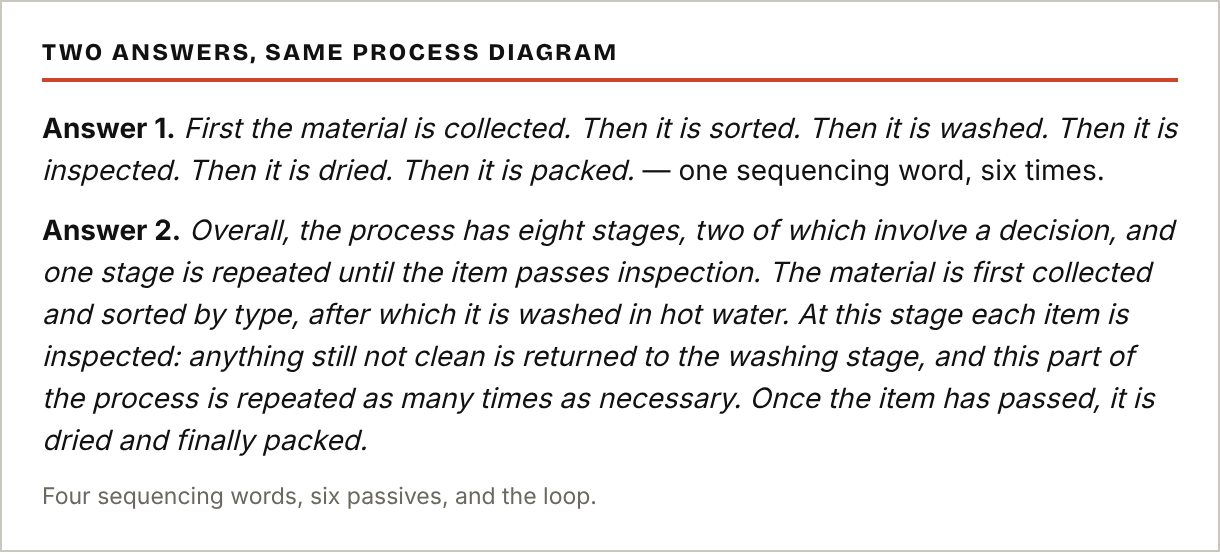 TWO ANSWERS, SAME PROCESS DIAGRAM
Answer 1. First the material is collected. Then it is sorted. Then it is washed. Then it is
inspected. Then it is dried. Then it is packed. — one sequencing word, six times.
Answer 2. Overall, the process has eight stages, two of which involve a decision, and
one stage is repeated until the item passes inspection. The material is first collected
and sorted by type, after which it is washed in hot water. At this stage each item is
inspected: anything still not clean is returned to the washing stage, and this part of
the process is repeated as many times as necessary. Once the item has passed, it is
dried and finally packed.
Four sequencing words, six passives, and the loop.